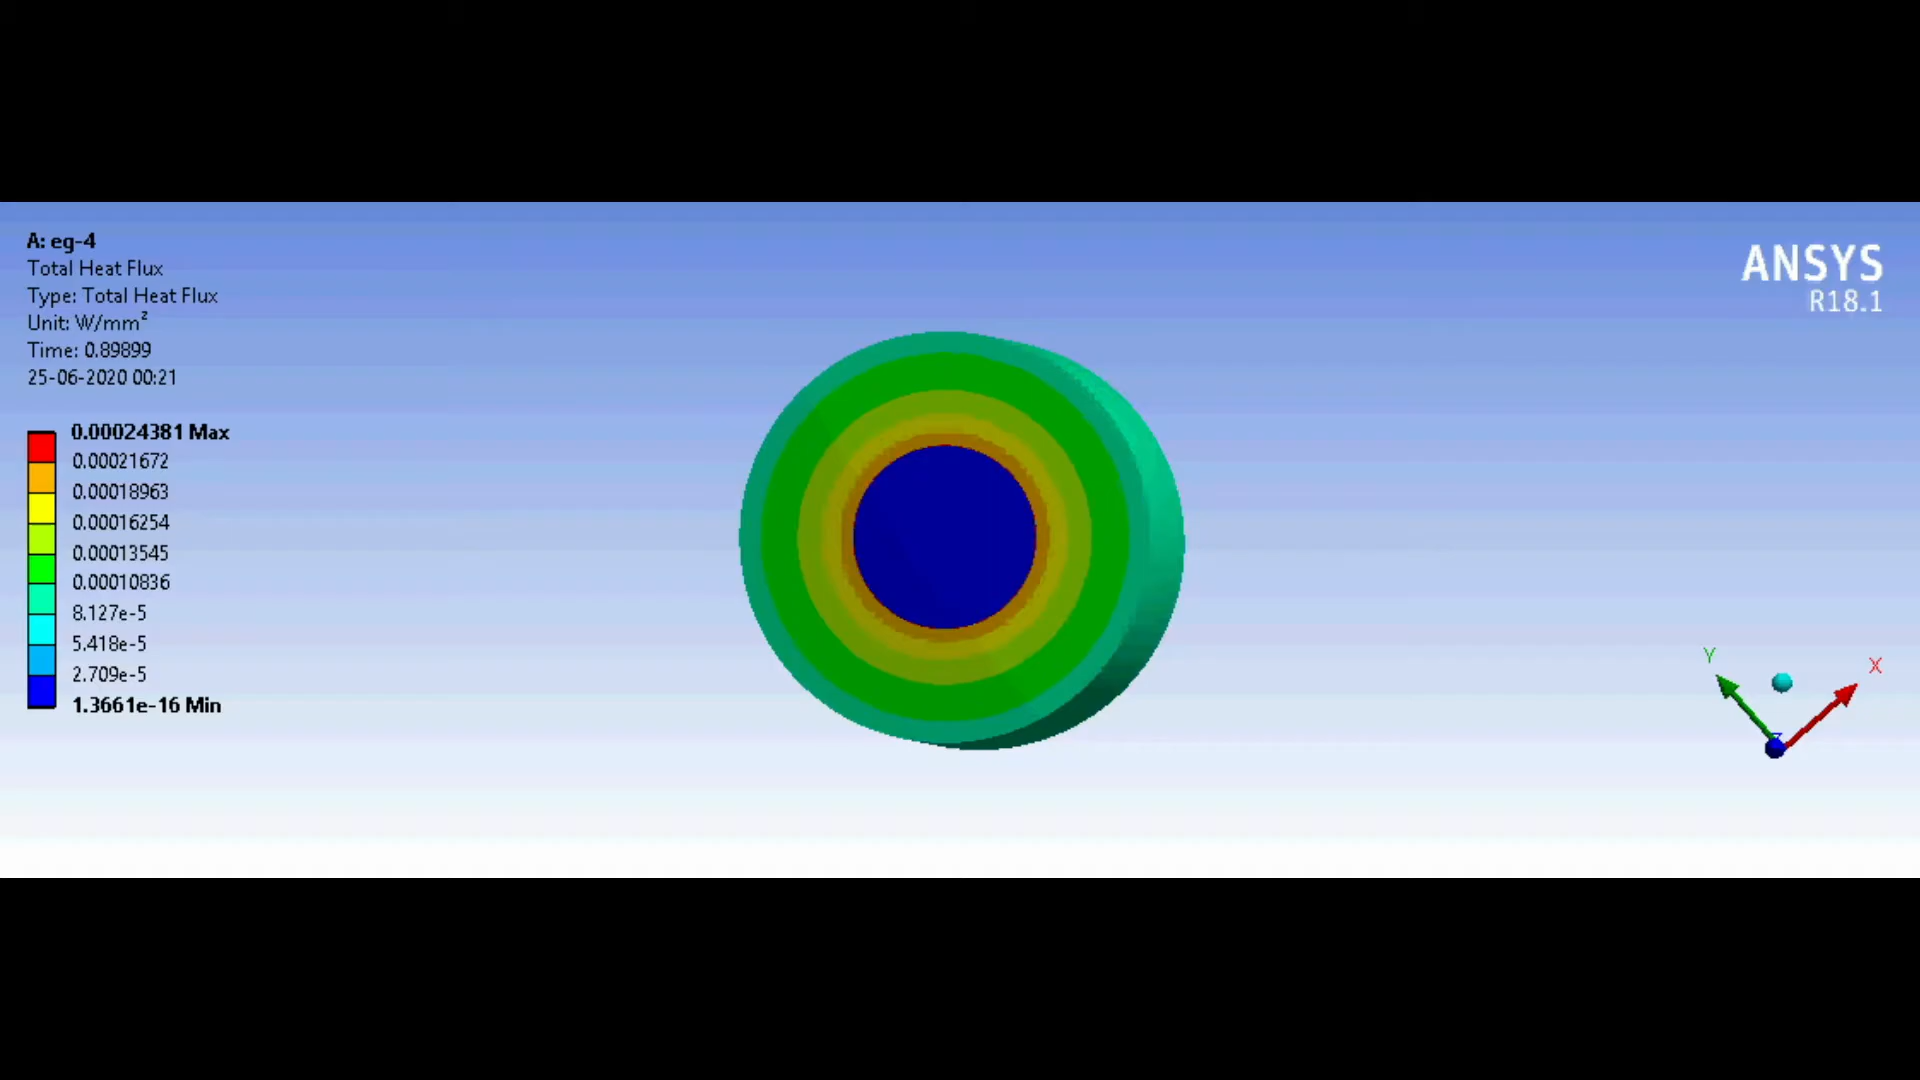 A: eg-4
Total Heat Flux
Type: Total Heat Flux
Unit: W/mm²
Time: 0.89899
25-06-2020 00:21
0.00024381 Max
0.00021672
0.00018963
0.00016254
0.00013545
0.00010836
8.127e-5
5.418e-5
2.709e-5
1.3661e-16 Min
ANSYS
R18.1
Y
X
Z